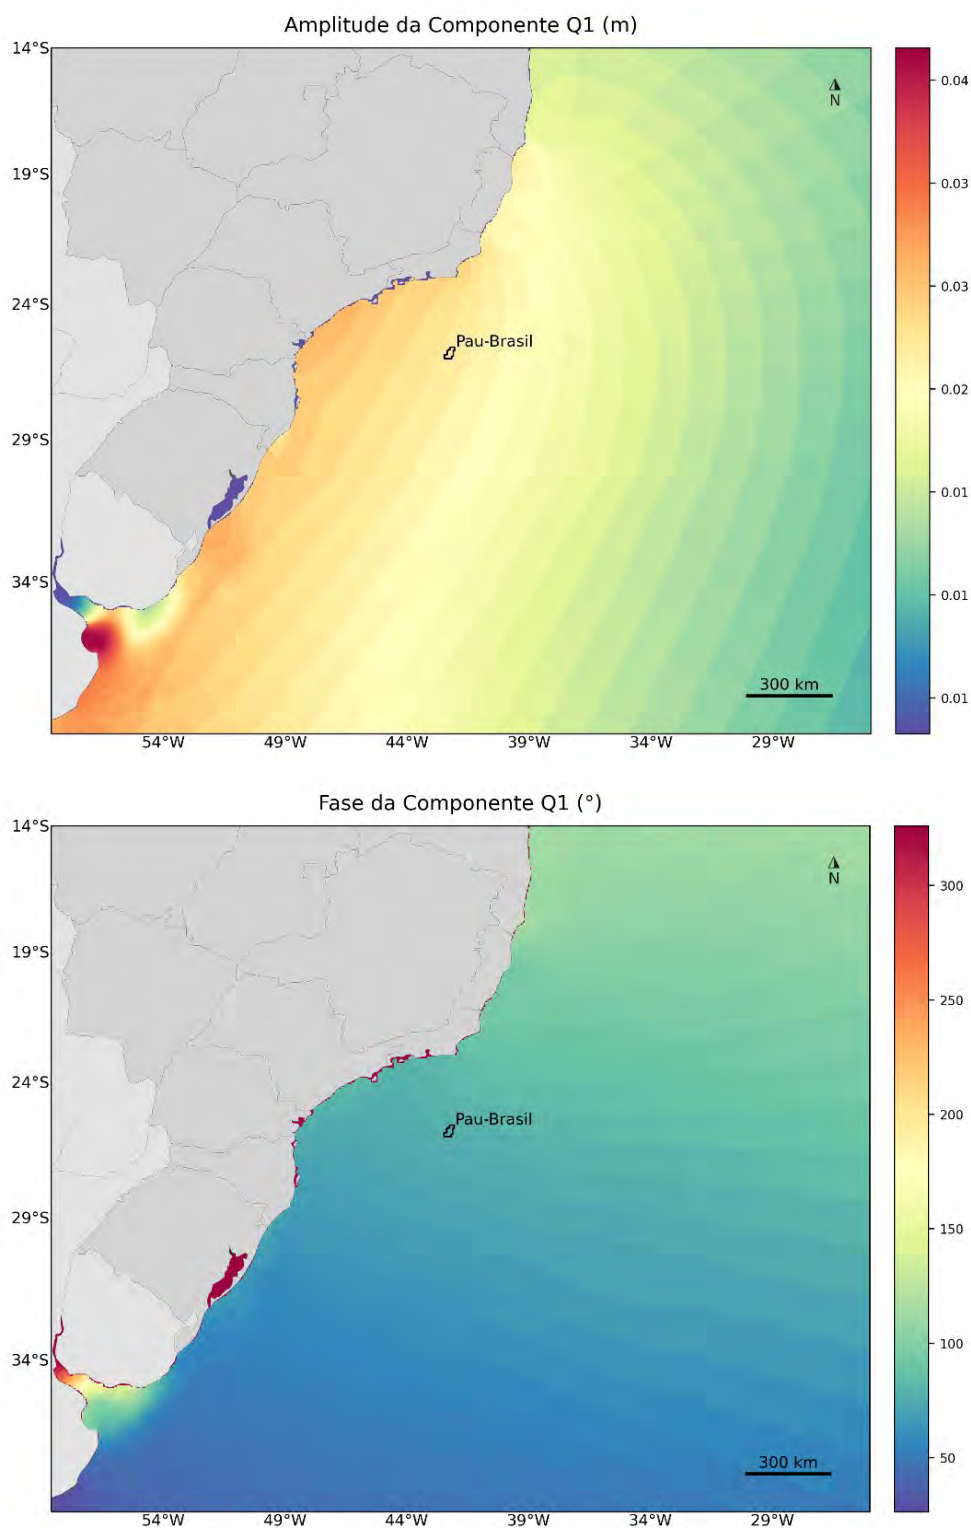 Amplitude da Componente Q1 (m)
14°S
N
0.04
19°S
0.03
24°S
0.03
Pau-Brasil
0.02
29°S
0.01
34°S
0.01
300 km
0.01
54°W 49°W 44°W 39°W 34°W 29°W
Fase da Componente Q1 (°)
14°S
N
300
19°S
250
24°S
Pau-Brasil
200
29°S
150
100
34°S
300 km
50
54°W 49°W 44°W 39°W 34°W 29°W